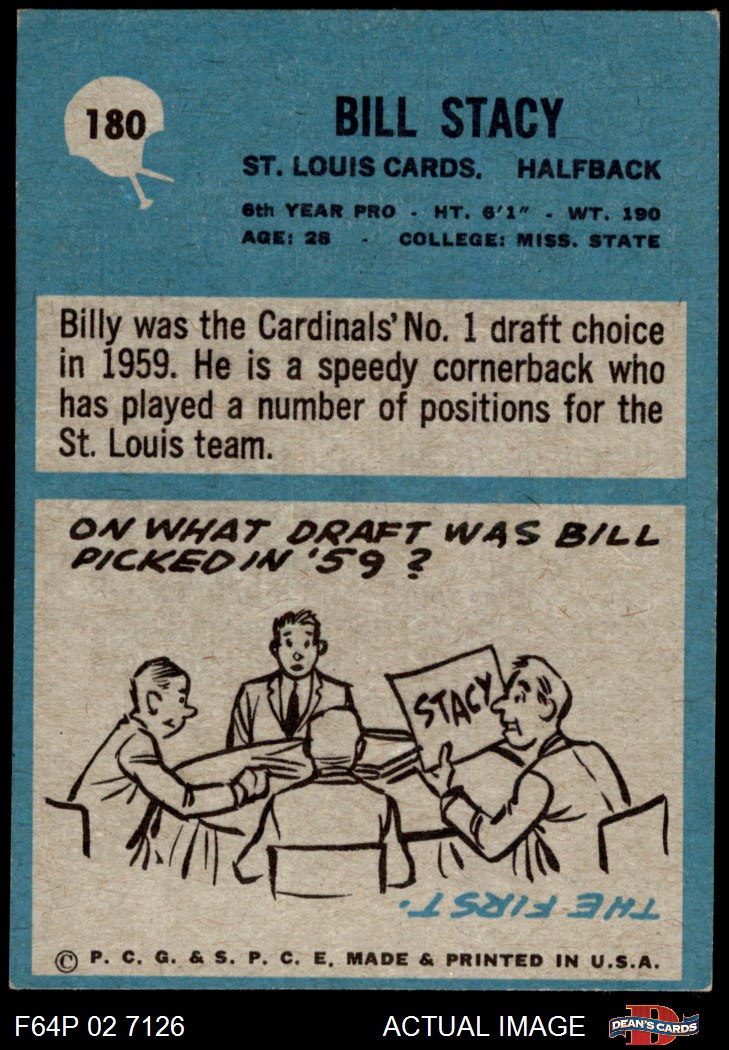 180
BILL STACY
ST. LOUIS CARDS. HALFBACK
6th YEAR PRO - HT. 6'1" - WT. 190
AGE: 28 - COLLEGE: MISS. STATE
Billy was the Cardinals' No. 1 draft choice
in 1959. He is a speedy cornerback who
has played a number of positions for the
St. Louis team.
ON WHAT DRAFT WAS BILL
PICKED IN '59?
STACY
THE FIRST.
© P. C. G. & S. P. C. E. MADE & PRINTED IN U.S.A.
F64P 02 7126 ACTUAL IMAGE
D
DEAN'S CARDS